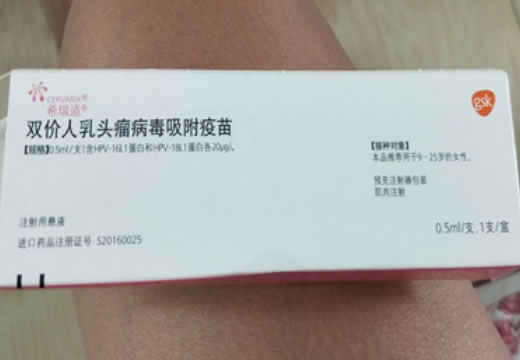 CERVARIX®
希瑞适®
gsk
双价人乳头瘤病毒吸附疫苗
【规格】0.5ml/支(含HPV-16L1蛋白和HPV-18L1蛋白各20μg)。
【接种对象】
本品推荐用于9-25岁的女性。
预充注射器包装
肌肉注射
注射用悬液
进口药品注册证号: S20160025
0.5ml/支, 1支/盒